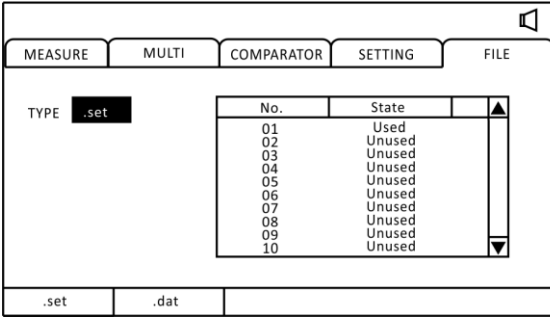 MEASURE MULTI COMPARATOR SETTING FILE
TYPE .set
No. State
01 Used
02 Unused
03 Unused
04 Unused
05 Unused
06 Unused
07 Unused
08 Unused
09 Unused
10 Unused
.set .dat